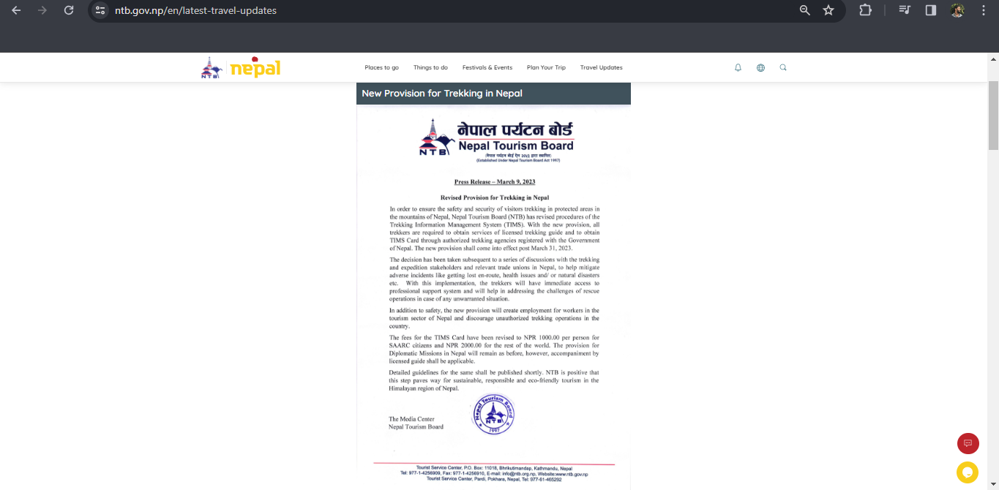 ntb.gov.np/en/latest-travel-updates
NTB
nepal
Places to go
Things to do
Festivals & Events
Plan Your Trip
Travel Updates
New Provision for Trekking in Nepal
NTB
नेपाल पर्यटन बोर्ड
Nepal Tourism Board
(नेपाल पर्यटन बोर्ड ऐन २०५३ द्वारा स्थापित)
(Established Under Nepal Tourism Board Act 1997)
Press Release – March 9, 2023
Revised Provision for Trekking in Nepal
In order to ensure the safety and security of visitors trekking in protected areas in
the mountains of Nepal, Nepal Tourism Board (NTB) has revised procedures of the
Trekking Information Management System (TIMS). With the new provision, all
trekkers are required to obtain services of licensed trekking guide and to obtain
TIMS Card through authorized trekking agencies registered with the Government
of Nepal. The new provision shall come into effect post March 31, 2023.
The decision has been taken subsequent to a series of discussions with the trekking
and expedition stakeholders and relevant trade unions in Nepal, to help mitigate
adverse incidents like getting lost en-route, health issues and/ or natural disasters
etc. With this implementation, the trekkers will have immediate access to
professional support system and will help in addressing the challenges of rescue
operations in case of any unwarranted situation.
In addition to safety, the new provision will create employment for workers in the
tourism sector of Nepal and discourage unauthorized trekking operations in the
country.
The fees for the TIMS Card have been revised to NPR 1000.00 per person for
SAARC citizens and NPR 2000.00 for the rest of the world. The provision for
Diplomatic Missions in Nepal will remain as before, however, accompaniment by
licensed guide shall be applicable.
Detailed guidelines for the same shall be published shortly. NTB is positive that
this step paves way for sustainable, responsible and eco-friendly tourism in the
Himalayan region of Nepal.
The Media Center
Nepal Tourism Board
Nepal Tourism Board
NTB
1997
Tourist Service Center, P.O. Box: 11018, Bhrikutimandap, Kathmandu, Nepal
Tel: 977-1-4256909, Fax: 977-1-4256910, E-mail: info@ntb.org.np, Website:www.ntb.gov.np
Tourist Service Center, Pardi, Pokhara, Nepal, Tel: 977-61-465292